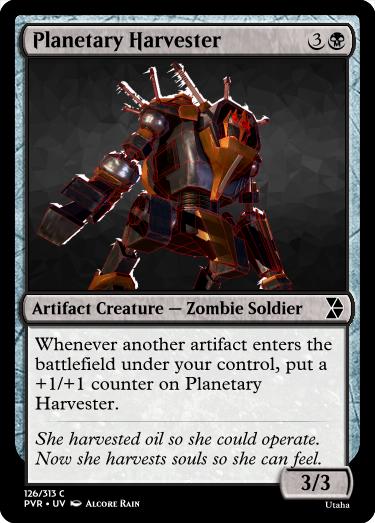 Planetary Harvester 3
Artifact Creature — Zombie Soldier
Whenever another artifact enters the
battlefield under your control, put a
+1/+1 counter on Planetary
Harvester.
She harvested oil so she could operate.
Now she harvests souls so she can feel.
3/3
126/313 C
PVR • UV Alcore Rain
Utaha